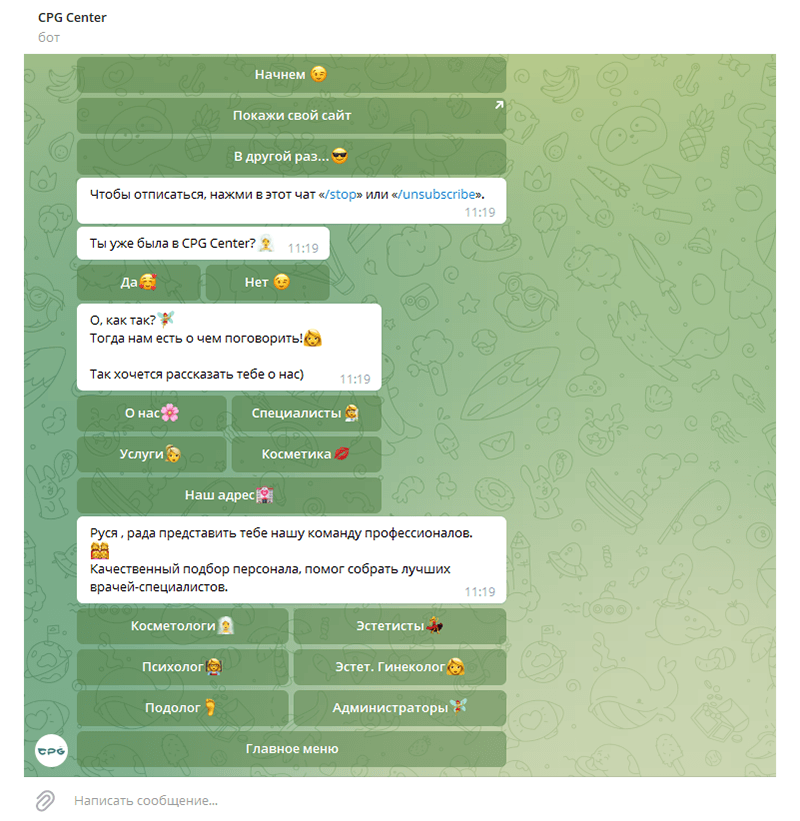 CPG Center
бот
Начнем 😉
Покажи свой сайт
В другой раз...😎
Чтобы отписаться, нажми в этот чат «/stop» или «/unsubscribe».
11:19
Ты уже была в CPG Center?👰 11:19
Да🥰 Нет 😉
О, как так?🧚
Тогда нам есть о чем поговорить!👩
Так хочется рассказать тебе о нас) 11:19
О нас🌸 Специалисты👩‍⚕️
Услуги💆 Косметика💋
Наш адрес🏩
Руся , рада представить тебе нашу команду профессионалов.
👭
Качественный подбор персонала, помог собрать лучших
врачей-специалистов. 11:19
Косметологи👰 Эстетисты💃
Психолог👩‍🏫 Эстет. Гинеколог👩
Подолог🦶 Администраторы🧚
CPG Главное меню
Написать сообщение...